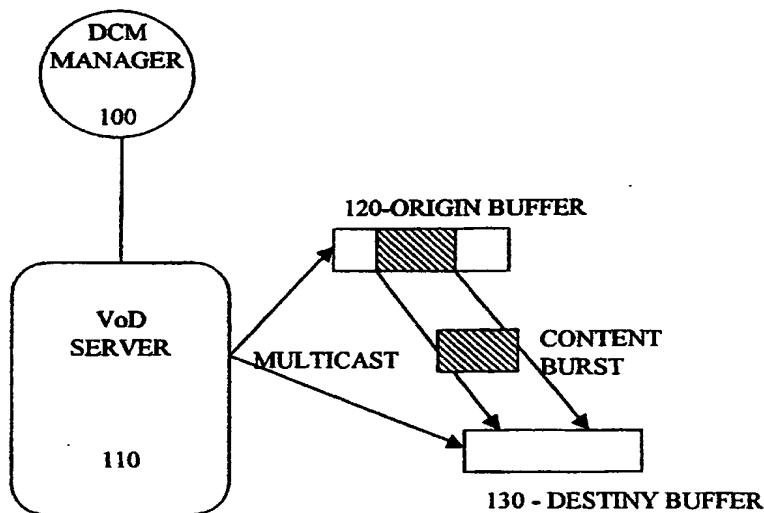 DCM
MANAGER
100
120-ORIGIN BUFFER
VoD
SERVER
MULTICAST
CONTENT
BURST
110
130 - DESTINY BUFFER